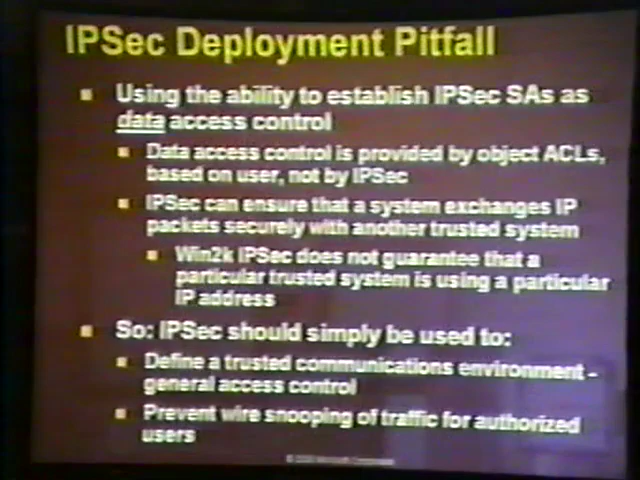 IPSec Deployment Pitfall
Using the ability to establish IPSec SAs as
data access control
Data access control is provided by object ACLs,
based on user, not by IPSec
IPSec can ensure that a system exchanges IP
packets securely with another trusted system
Win2k IPSec does not guarantee that a
particular trusted system is using a particular
IP address
So: IPSec should simply be used to:
Define a trusted communications environment -
general access control
Prevent wire snooping of traffic for authorized
users